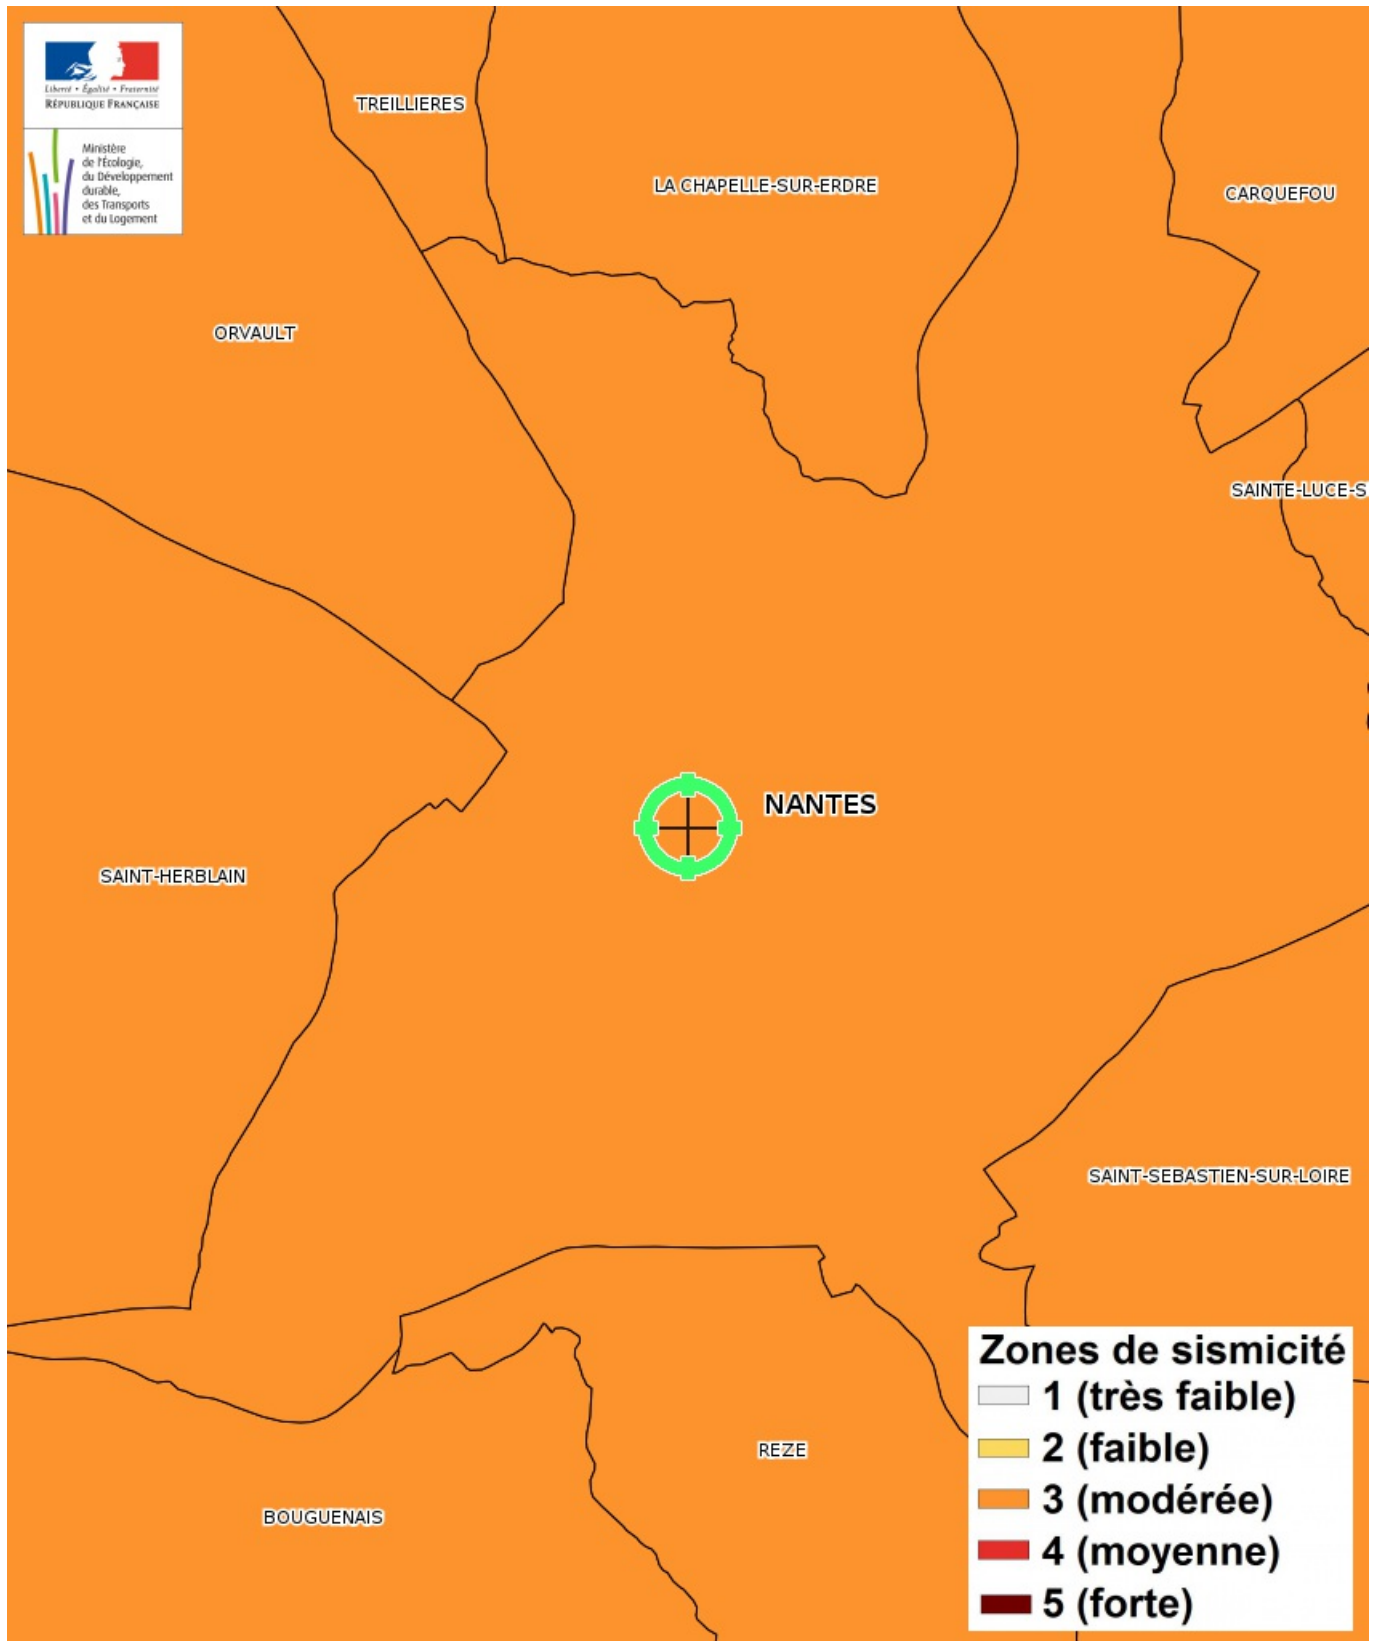 Liberté • Égalité • Fraternité
RÉPUBLIQUE FRANÇAISE
Ministère
de l'Écologie,
du Développement
durable,
des Transports
et du Logement
TREILLIERES
LA CHAPELLE-SUR-ERDRE
CARQUEFOU
ORVAULT
SAINTE-LUCE-S
NANTES
SAINT-HERBLAIN
SAINT-SEBASTIEN-SUR-LOIRE
REZE
BOUGUENAIS
Zones de sismicité
1 (très faible)
2 (faible)
3 (modérée)
4 (moyenne)
5 (forte)